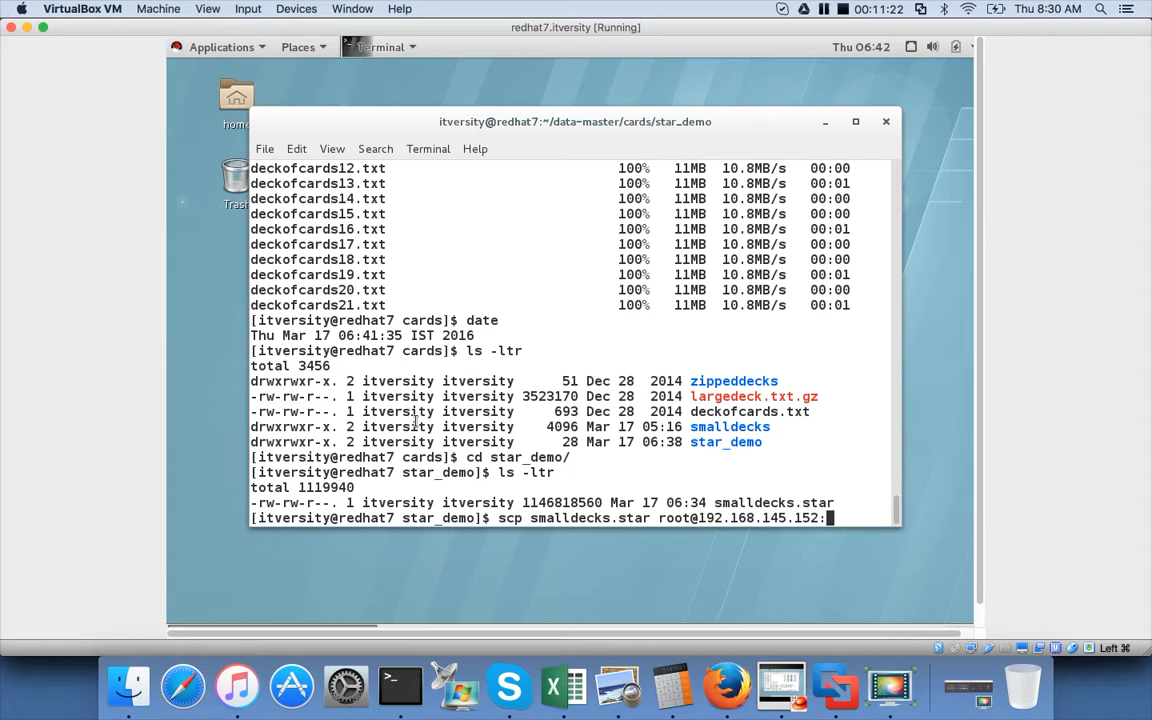 VirtualBox VM Machine View Input Devices Window Help 00:11:22 Thu 8:30 AM
redhat7.itversity [Running]
Applications Places Terminal Thu 06:42
home
Trash
itversity@redhat7:~/data-master/cards/star_demo
File Edit View Search Terminal Help
deckofcards12.txt 100% 11MB 10.8MB/s 00:00
deckofcards13.txt 100% 11MB 10.8MB/s 00:01
deckofcards14.txt 100% 11MB 10.8MB/s 00:00
deckofcards15.txt 100% 11MB 10.8MB/s 00:00
deckofcards16.txt 100% 11MB 10.8MB/s 00:01
deckofcards17.txt 100% 11MB 10.8MB/s 00:00
deckofcards18.txt 100% 11MB 10.8MB/s 00:00
deckofcards19.txt 100% 11MB 10.8MB/s 00:01
deckofcards20.txt 100% 11MB 10.8MB/s 00:00
deckofcards21.txt 100% 11MB 10.8MB/s 00:01
[itversity@redhat7 cards]$ date
Thu Mar 17 06:41:35 IST 2016
[itversity@redhat7 cards]$ ls -ltr
total 3456
drwxrwxr-x. 2 itversity itversity 51 Dec 28 2014 zippeddecks
-rw-rw-r--. 1 itversity itversity 3523170 Dec 28 2014 largedeck.txt.gz
-rw-rw-r--. 1 itversity itversity 693 Dec 28 2014 deckofcards.txt
drwxrwxr-x. 2 itversity itversity 4096 Mar 17 05:16 smalldecks
drwxrwxr-x. 2 itversity itversity 28 Mar 17 06:38 star_demo
[itversity@redhat7 cards]$ cd star_demo/
[itversity@redhat7 star_demo]$ ls -ltr
total 1119940
-rw-rw-r--. 1 itversity itversity 1146818560 Mar 17 06:34 smalldecks.star
[itversity@redhat7 star_demo]$ scp smalldecks.star root@192.168.145.152:
Left ⌘